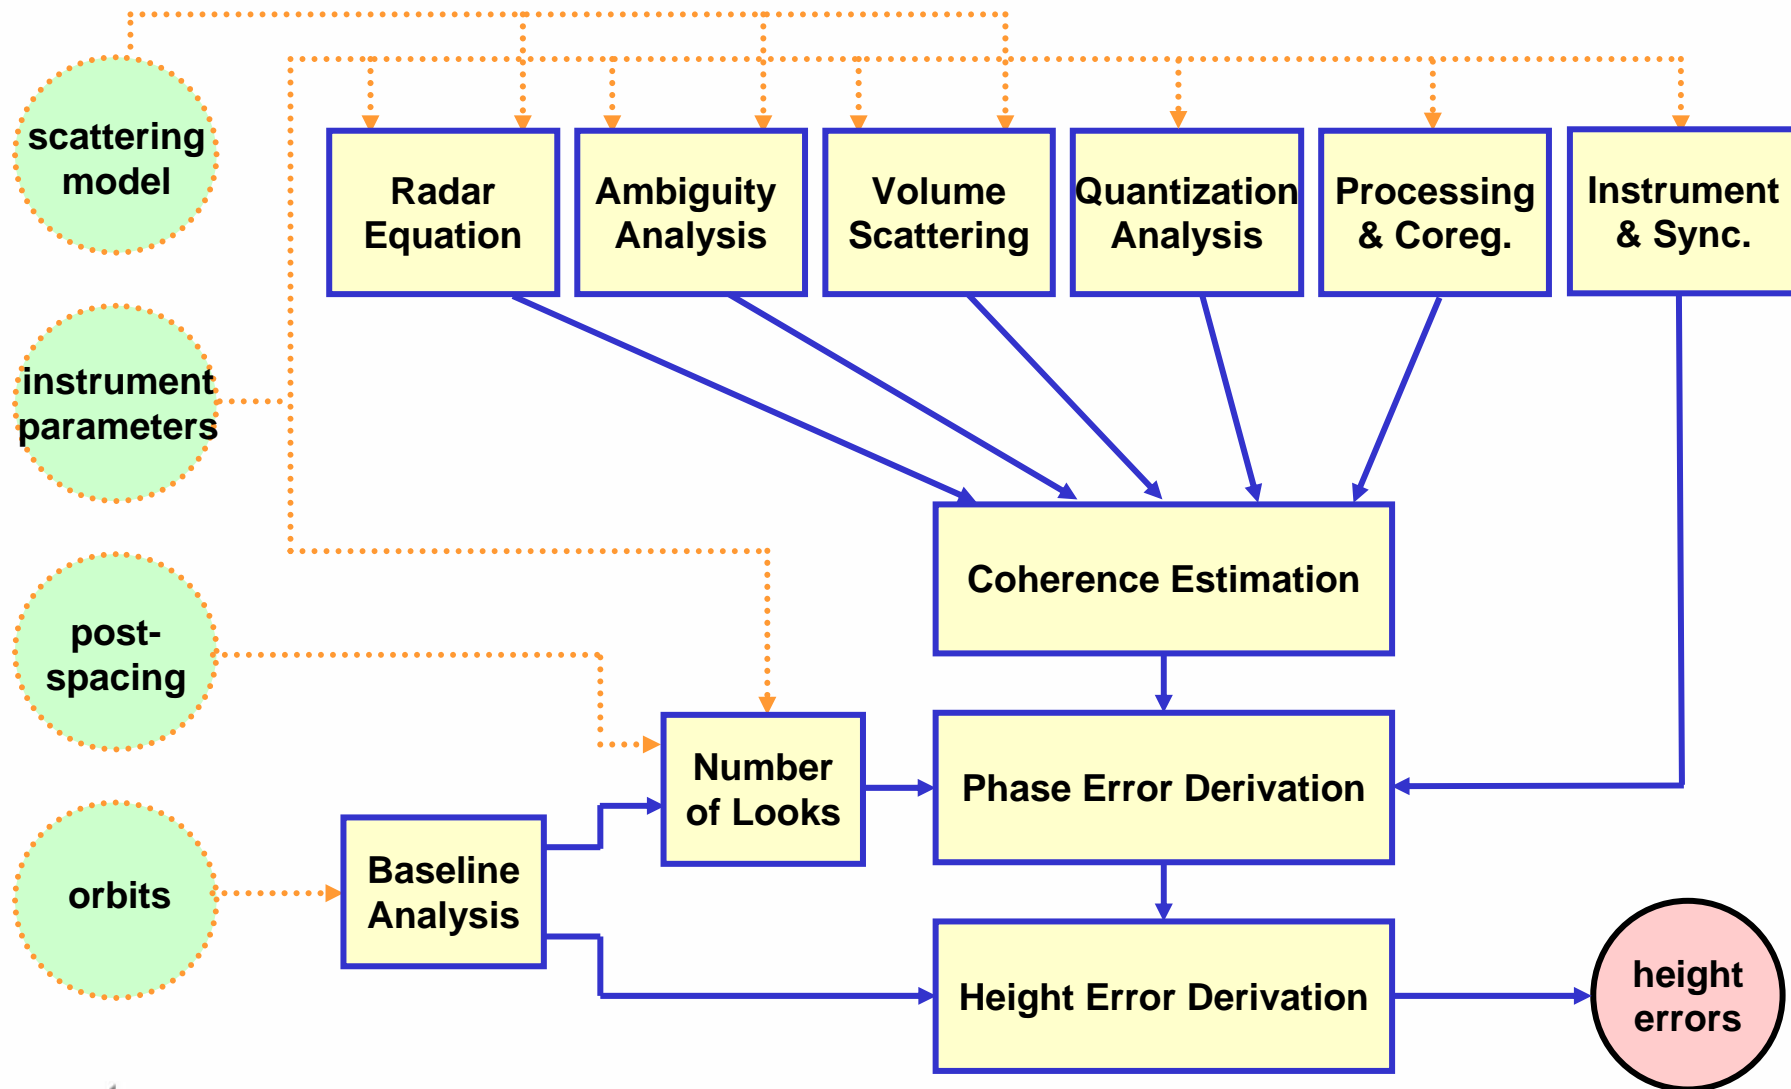 scattering
model
Radar
Equation
Ambiguity
Analysis
Volume
Scattering
Quantization
Analysis
Processing
& Coreg.
Instrument
& Sync.
instrument
parameters
Coherence Estimation
post-
spacing
Number
of Looks
Phase Error Derivation
orbits
Baseline
Analysis
Height Error Derivation
height
errors